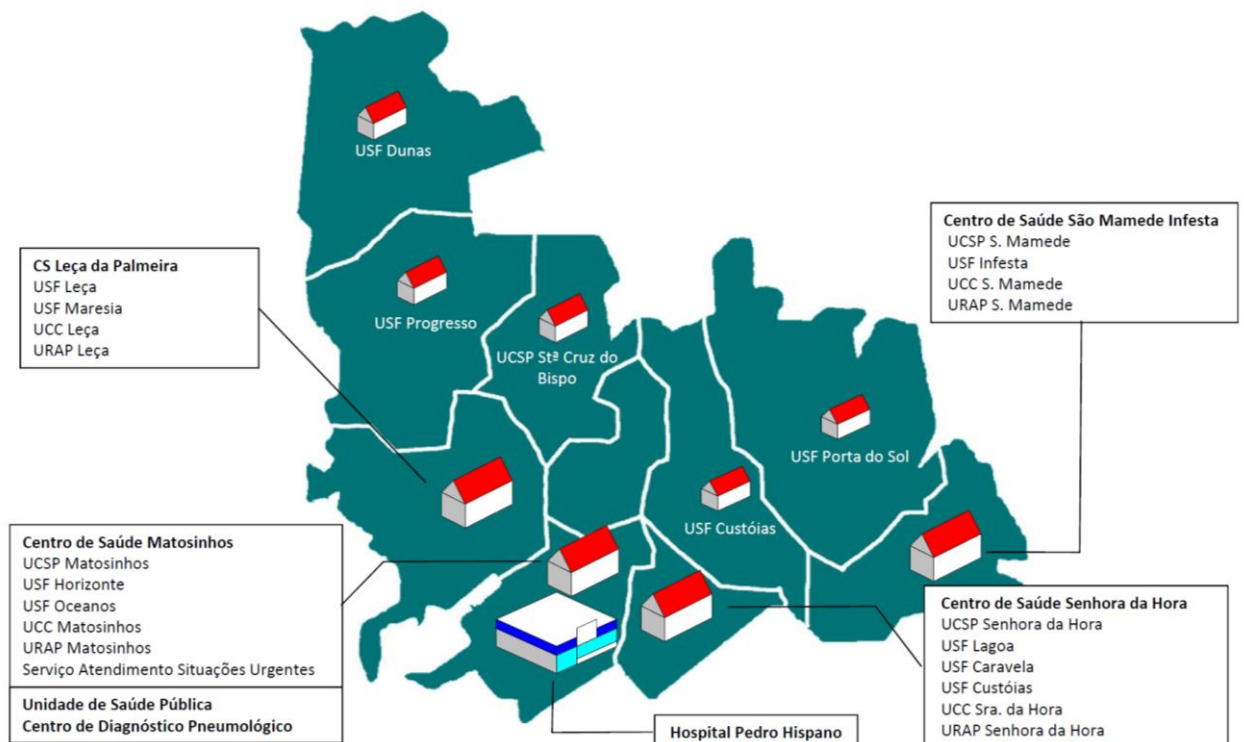 USF Dunas
Centro de Saúde São Mamede Infesta
UCSP S. Mamede
USF Infesta
UCC S. Mamede
URAP S. Mamede
CS Leça da Palmeira
USF Leça
USF Maresia
UCC Leça
URAP Leça
USF Progresso
UCSP Stª Cruz do
Bispo
USF Porta do Sol
USF Custóias
Centro de Saúde Matosinhos
UCSP Matosinhos
USF Horizonte
USF Oceanos
UCC Matosinhos
URAP Matosinhos
Serviço Atendimento Situações Urgentes
Unidade de Saúde Pública
Centro de Diagnóstico Pneumológico
Centro de Saúde Senhora da Hora
UCSP Senhora da Hora
USF Lagoa
USF Caravela
USF Custóias
UCC Sra. da Hora
URAP Senhora da Hora
Hospital Pedro Hispano